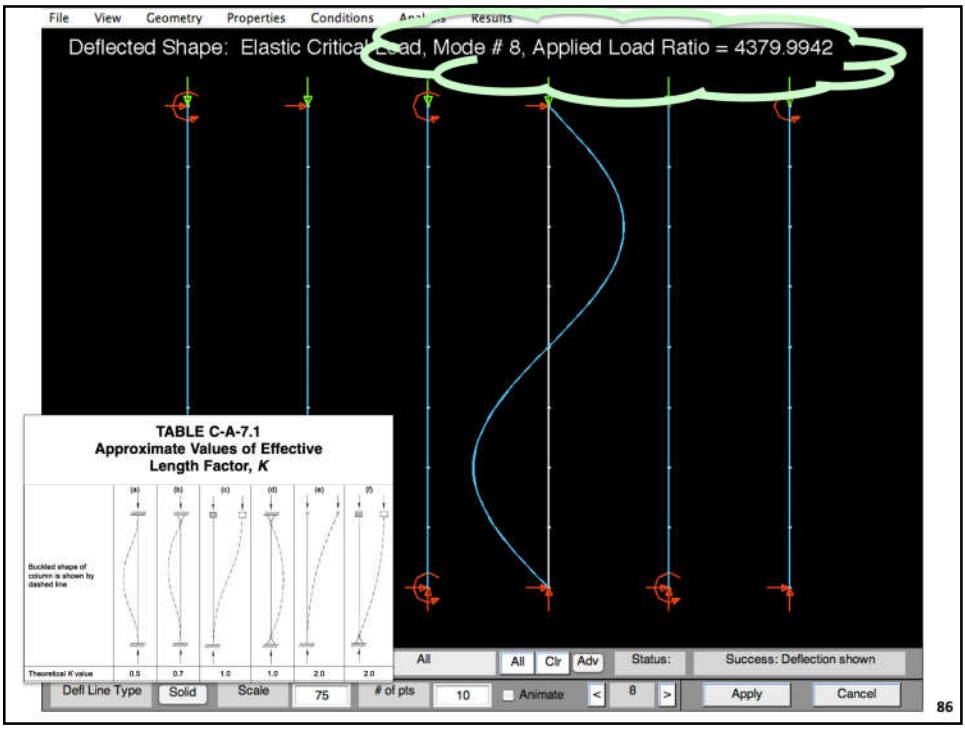 File View Geometry Properties Conditions Analysis Results
Deflected Shape: Elastic Critical Load, Mode # 8, Applied Load Ratio = 4379.9942
TABLE C-A-7.1
Approximate Values of Effective
Length Factor, K
(a) (b) (c) (d) (e) (f)
Buckled shape of
column is shown by
dashed line
Theoretical K value 0.5 0.7 1.0 1.0 2.0 2.0
All All Clr Adv Status: Success: Deflection shown
Defl Line Type Solid Scale 75 # of pts 10 Animate < 8 > Apply Cancel
86